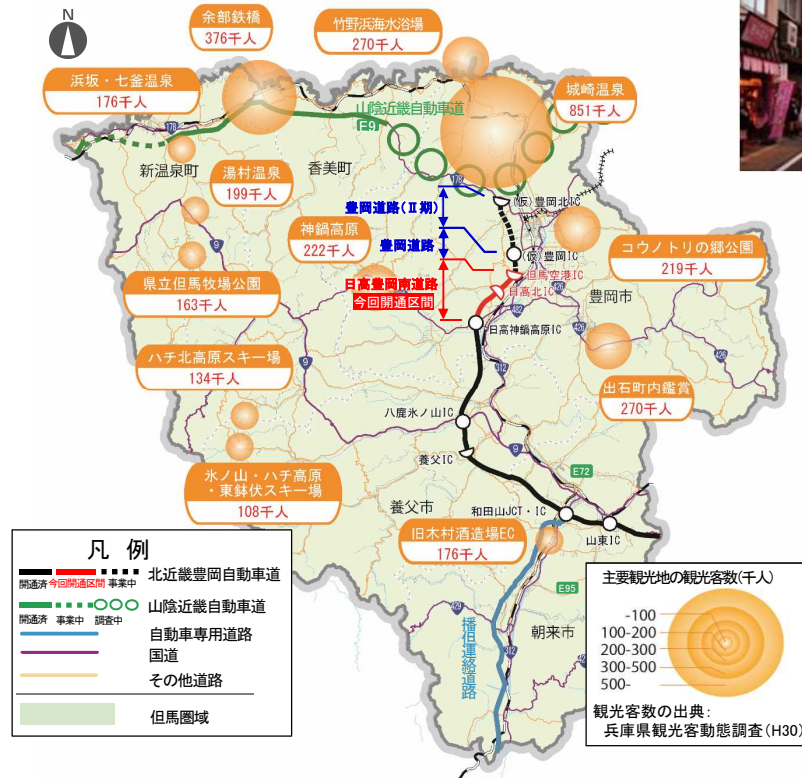 N
余部鉄橋
376千人
竹野浜海水浴場
270千人
浜坂・七釜温泉
176千人
城崎温泉
851千人
山陰近畿自動車道
E9
178
新温泉町
香美町
湯村温泉
199千人
178
豊岡道路(Ⅱ期)
(仮)豊岡北IC
神鍋高原
222千人
豊岡道路
(仮)豊岡IC
コウノトリの郷公園
219千人
9
県立但馬牧場公園
163千人
日高豊岡南道路
今回開通区間
但馬空港IC
日高北IC
豊岡市
426
482
日高神鍋高原IC
312
426
426
ハチ北高原スキー場
134千人
9
出石町内鑑賞
270千人
八鹿氷ノ山IC
9
養父IC
E72
氷ノ山・ハチ高原
・東鉢伏スキー場
108千人
養父市
和田山JCT・IC
山東IC
旧木村酒造場EC
176千人
E95
429
播但連絡道路
312
朝来市
凡例
開通済 今回開通区間 事業中 北近畿豊岡自動車道
開通済 事業中 調査中 山陰近畿自動車道
自動車専用道路
国道
その他道路
但馬圏域
主要観光地の観光客数(千人)
-100
100-200
200-300
300-500
500-
観光客数の出典:
兵庫県観光客動態調査(H30)